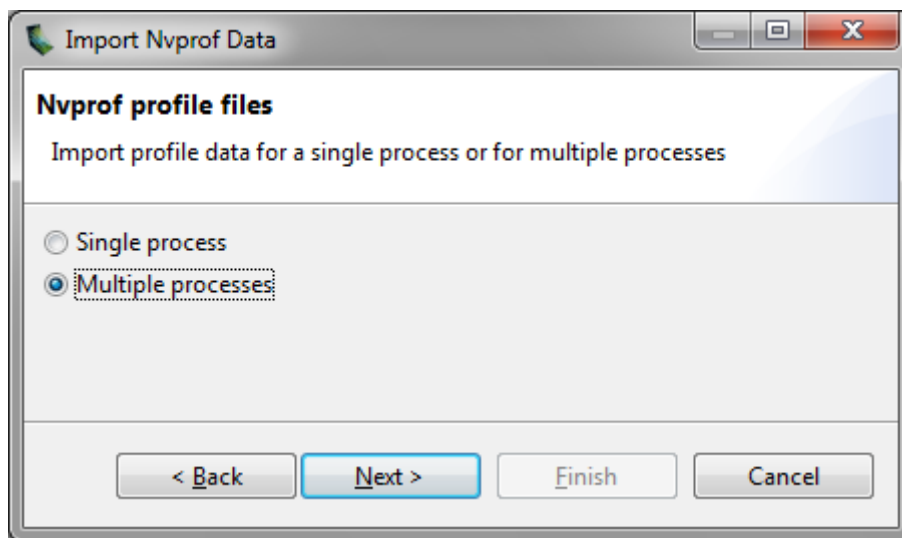 Import Nvprof Data
Nvprof profile files
Import profile data for a single process or for multiple processes
Single process
Multiple processes
< Back Next > Finish Cancel